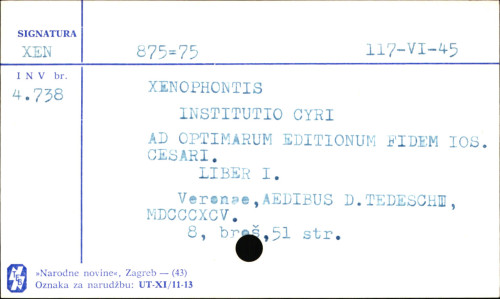 SIGNATURA
XEN 875=75 117-VI-45
INV br.
4.738
XENOPHONTIS
INSTITUTIO CYRI
AD OPTIMARUM EDITIONUM FIDEM IOS.
CESARI.
LIBER I.
Veronae, AEDIBUS D.TEDESCHI,
MDCCCXCV.
8, broš, 51 str.
»Narodne novine«, Zagreb — (43)
Oznaka za narudžbu: UT-XI/11-13